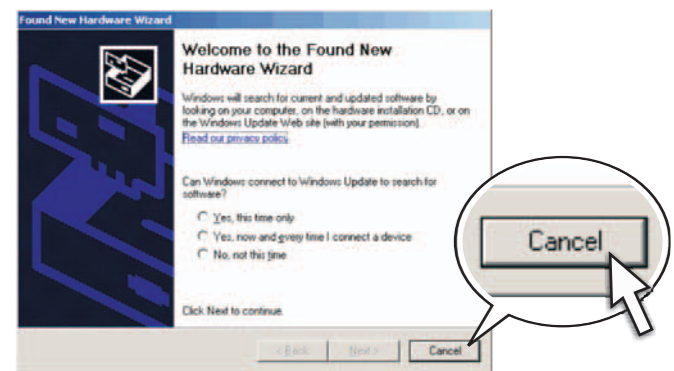 Found New Hardware Wizard
Welcome to the Found New
Hardware Wizard
Windows will search for current and updated software by
looking on your computer, on the hardware installation CD, or on
the Windows Update Web site (with your permission).
Read our privacy policy
Can Windows connect to Windows Update to search for
software?
Yes, this time only
Yes, now and every time I connect a device
No, not this time
Click Next to continue.
< Back
Next >
Cancel
Cancel